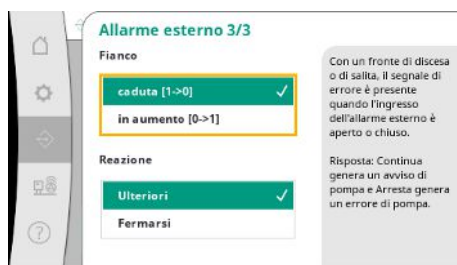 Allarme esterno 3/3
Fianco
caduta [1->0]
in aumento [0->1]
Reazione
Ulteriori
Fermarsi
Con un fronte di discesa
o di salita, il segnale di
errore è presente
quando l'ingresso
dell'allarme esterno è
aperto o chiuso.
Risposta: Continua
genera un avviso di
pompa e Arresta genera
un errore di pompa.